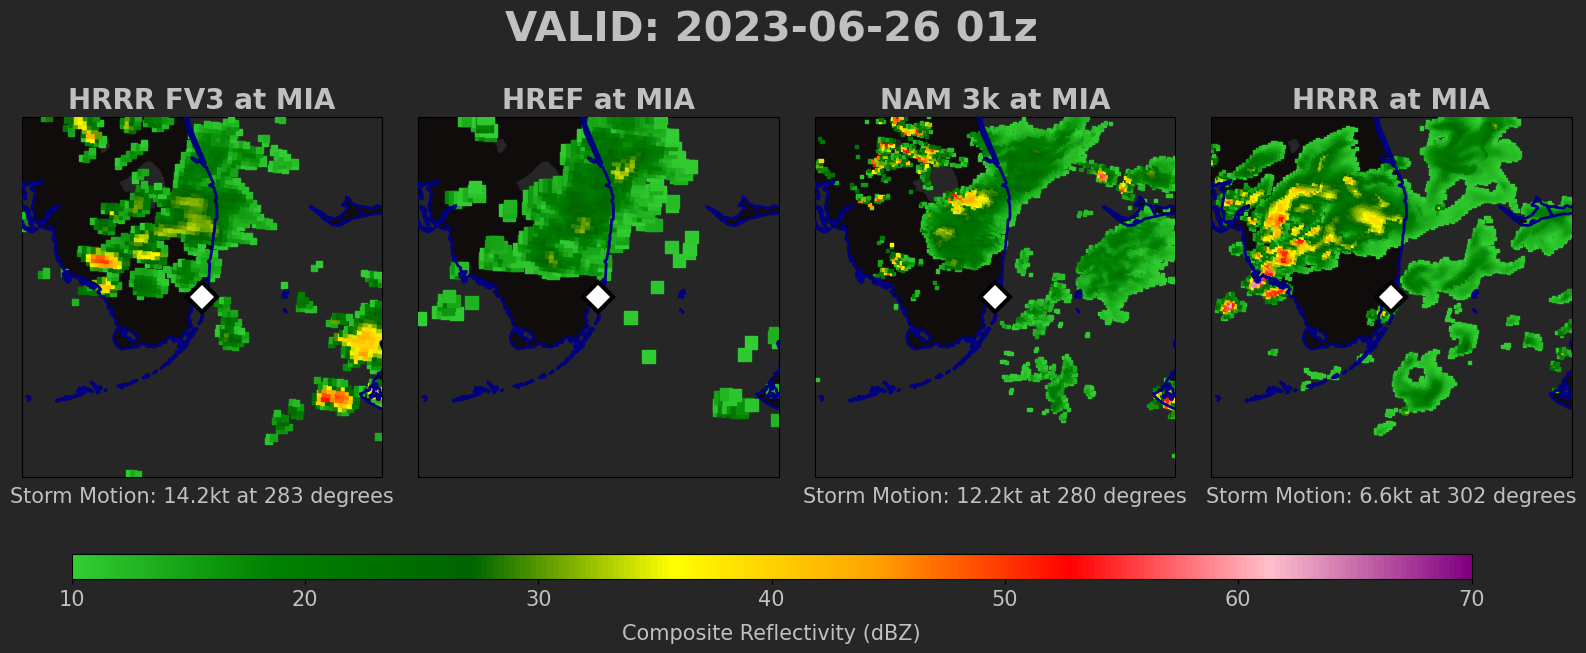 VALID: 2023-06-26 01z
HRRR FV3 at MIA
HREF at MIA
NAM 3k at MIA
HRRR at MIA
Storm Motion: 14.2kt at 283 degrees
Storm Motion: 12.2kt at 280 degrees
Storm Motion: 6.6kt at 302 degrees
10 20 30 40 50 60 70
Composite Reflectivity (dBZ)